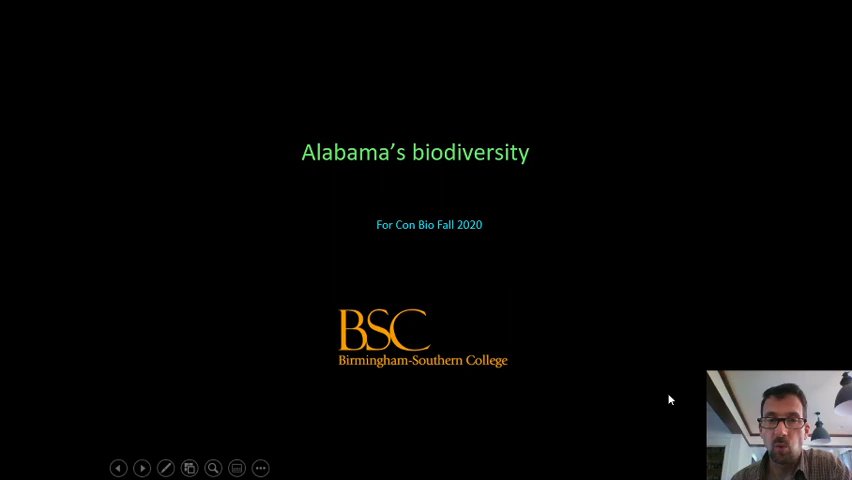 Alabama’s biodiversity
For Con Bio Fall 2020
BSC
Birmingham-Southern College